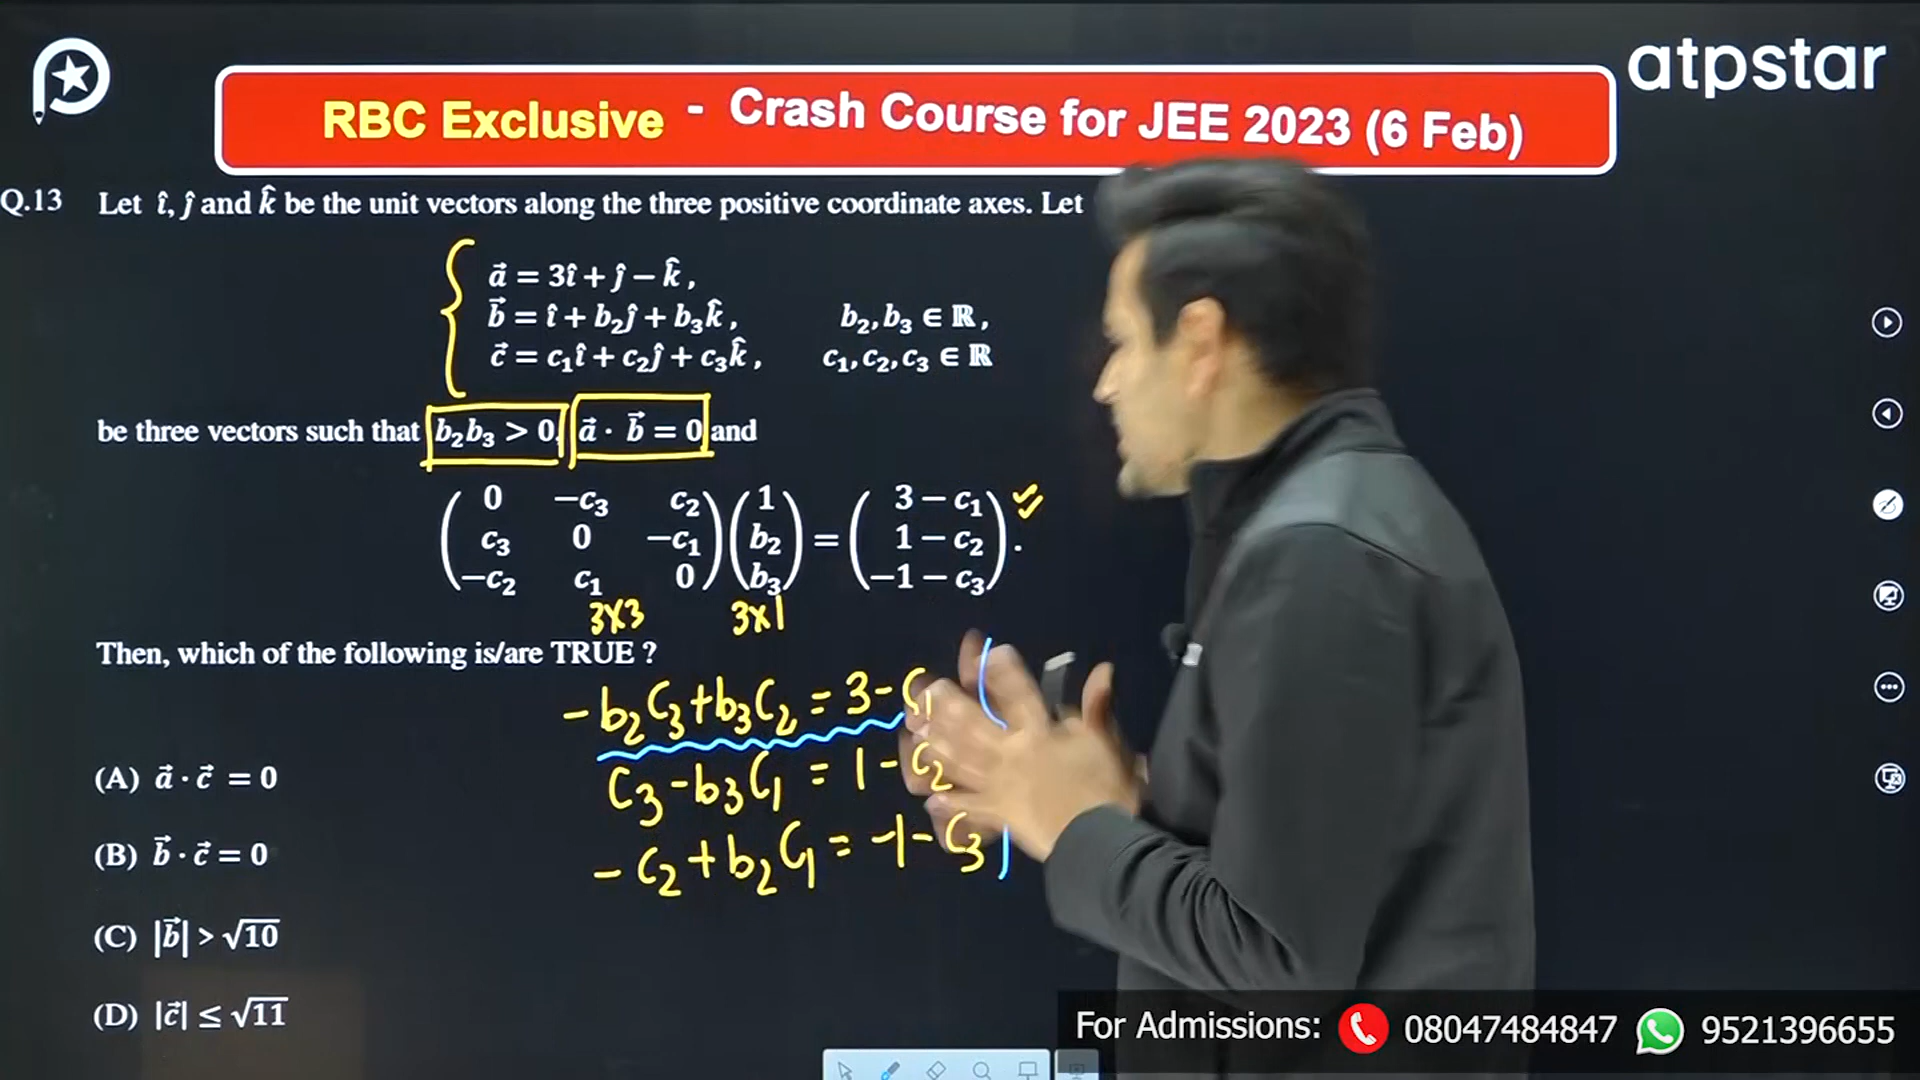 atpstar
RBC Exclusive - Crash Course for JEE 2023 (6 Feb)
Q.13 Let î, ĵ and k̂ be the unit vectors along the three positive coordinate axes. Let
a⃗ = 3î + ĵ − k̂ ,
b⃗ = î + b₂ĵ + b₃k̂ , b₂, b₃ ∈ ℝ ,
c⃗ = c₁î + c₂ĵ + c₃k̂ , c₁, c₂, c₃ ∈ ℝ
be three vectors such that b₂b₃ > 0, a⃗ · b⃗ = 0 and
( 0 −c₃ c₂ ) ( 1 ) ( 3 − c₁ )
( c₃ 0 −c₁ ) ( b₂ ) = ( 1 − c₂ ) .
( −c₂ c₁ 0 ) ( b₃ ) ( −1 − c₃ )
3x3 3x1
Then, which of the following is/are TRUE ?
−b₂c₃+b₃c₂ = 3−c₁
c₃−b₃c₁ = 1−c₂
−c₂+b₂c₁ = −1−c₃
(A) a⃗ · c⃗ = 0
(B) b⃗ · c⃗ = 0
(C) |b⃗| > √10
(D) |c⃗| ≤ √11
For Admissions: 08047484847 9521396655